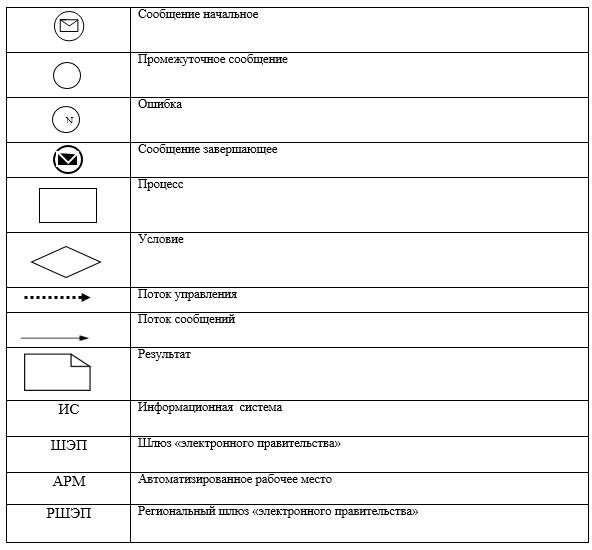 Сообщение начальное
Промежуточное сообщение
Ошибка
N
Сообщение завершающее
Процесс
Условие
Поток управления
Поток сообщений
Результат
ИС Информационная система
ШЭП Шлюз «электронного правительства»
АРМ Автоматизированное рабочее место
РШЭП Региональный шлюз «электронного правительства»